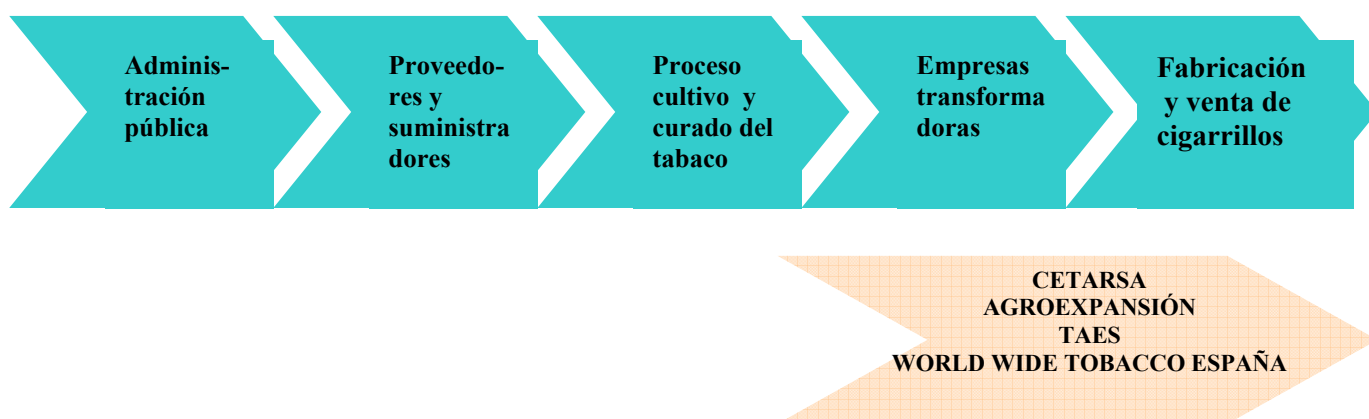 Adminis-
tración
pública
Proveedo-
res y
suministra
dores
Proceso
cultivo y
curado del
tabaco
Empresas
transforma
doras
Fabricación
y venta de
cigarrillos
CETARSA
AGROEXPANSIÓN
TAES
WORLD WIDE TOBACCO ESPAÑA